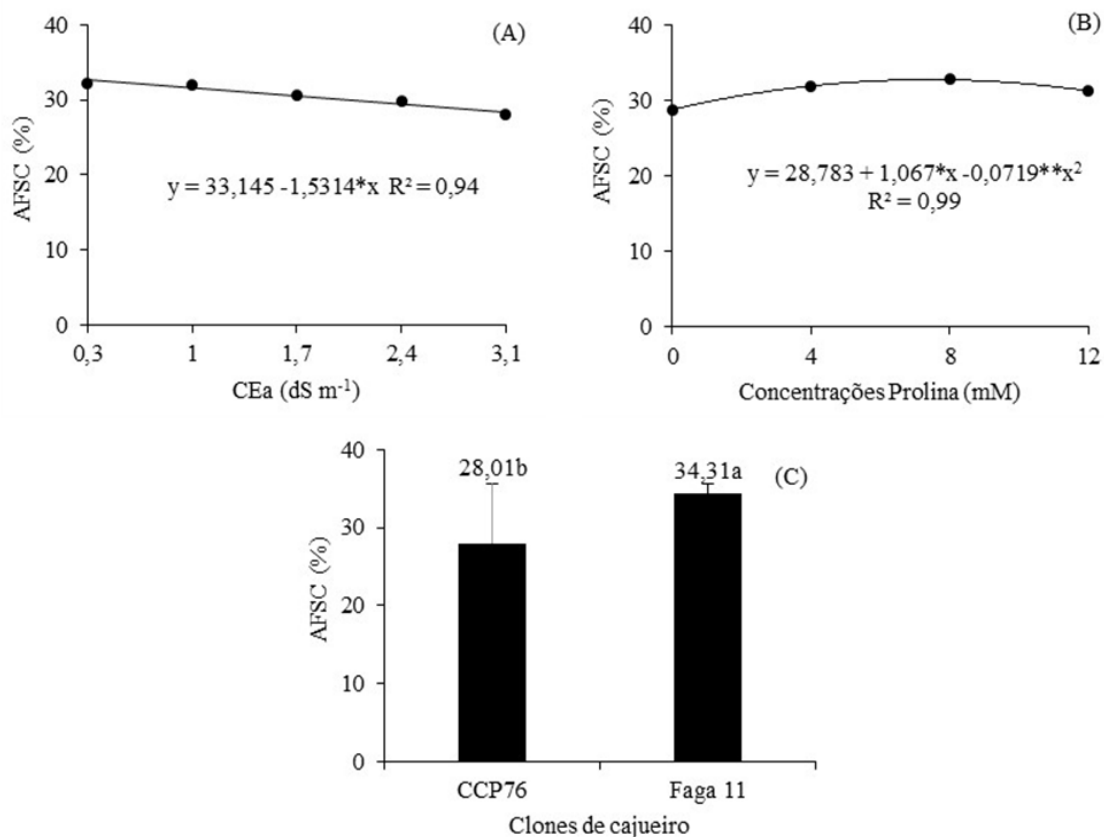 (A)
AFSC (%)
40
30
20
10
0
y = 33,145 -1,5314*x R² = 0,94
0,3 1 1,7 2,4 3,1
CEa (dS m⁻¹)
(B)
AFSC (%)
40
30
20
10
0
y = 28,783 + 1,067*x -0,0719**x²
R² = 0,99
0 4 8 12
Concentrações Prolina (mM)
(C)
AFSC (%)
40
30
20
10
0
28,01b 34,31a
CCP76 Faga 11
Clones de cajueiro